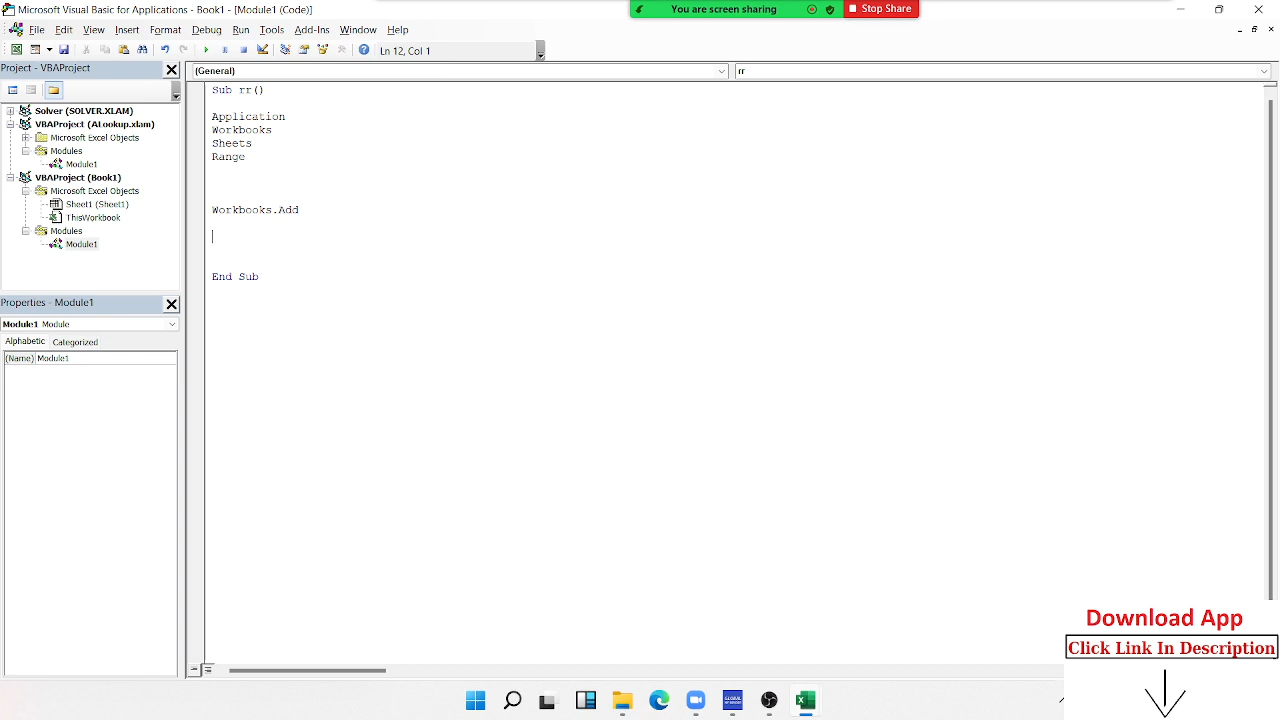 Microsoft Visual Basic for Applications - Book1 - [Module1 (Code)]
You are screen sharing
Stop Share
File Edit View Insert Format Debug Run Tools Add-Ins Window Help
Ln 12, Col 1
Project - VBAProject
(General)
rr
Solver (SOLVER.XLAM)
VBAProject (ALookup.xlam)
Microsoft Excel Objects
Modules
Module1
VBAProject (Book1)
Microsoft Excel Objects
Sheet1 (Sheet1)
ThisWorkbook
Modules
Module1
Properties - Module1
Module1 Module
Alphabetic Categorized
(Name) Module1
Sub rr()
Application
Workbooks
Sheets
Range
Workbooks.Add
End Sub
Download App
Click Link In Description